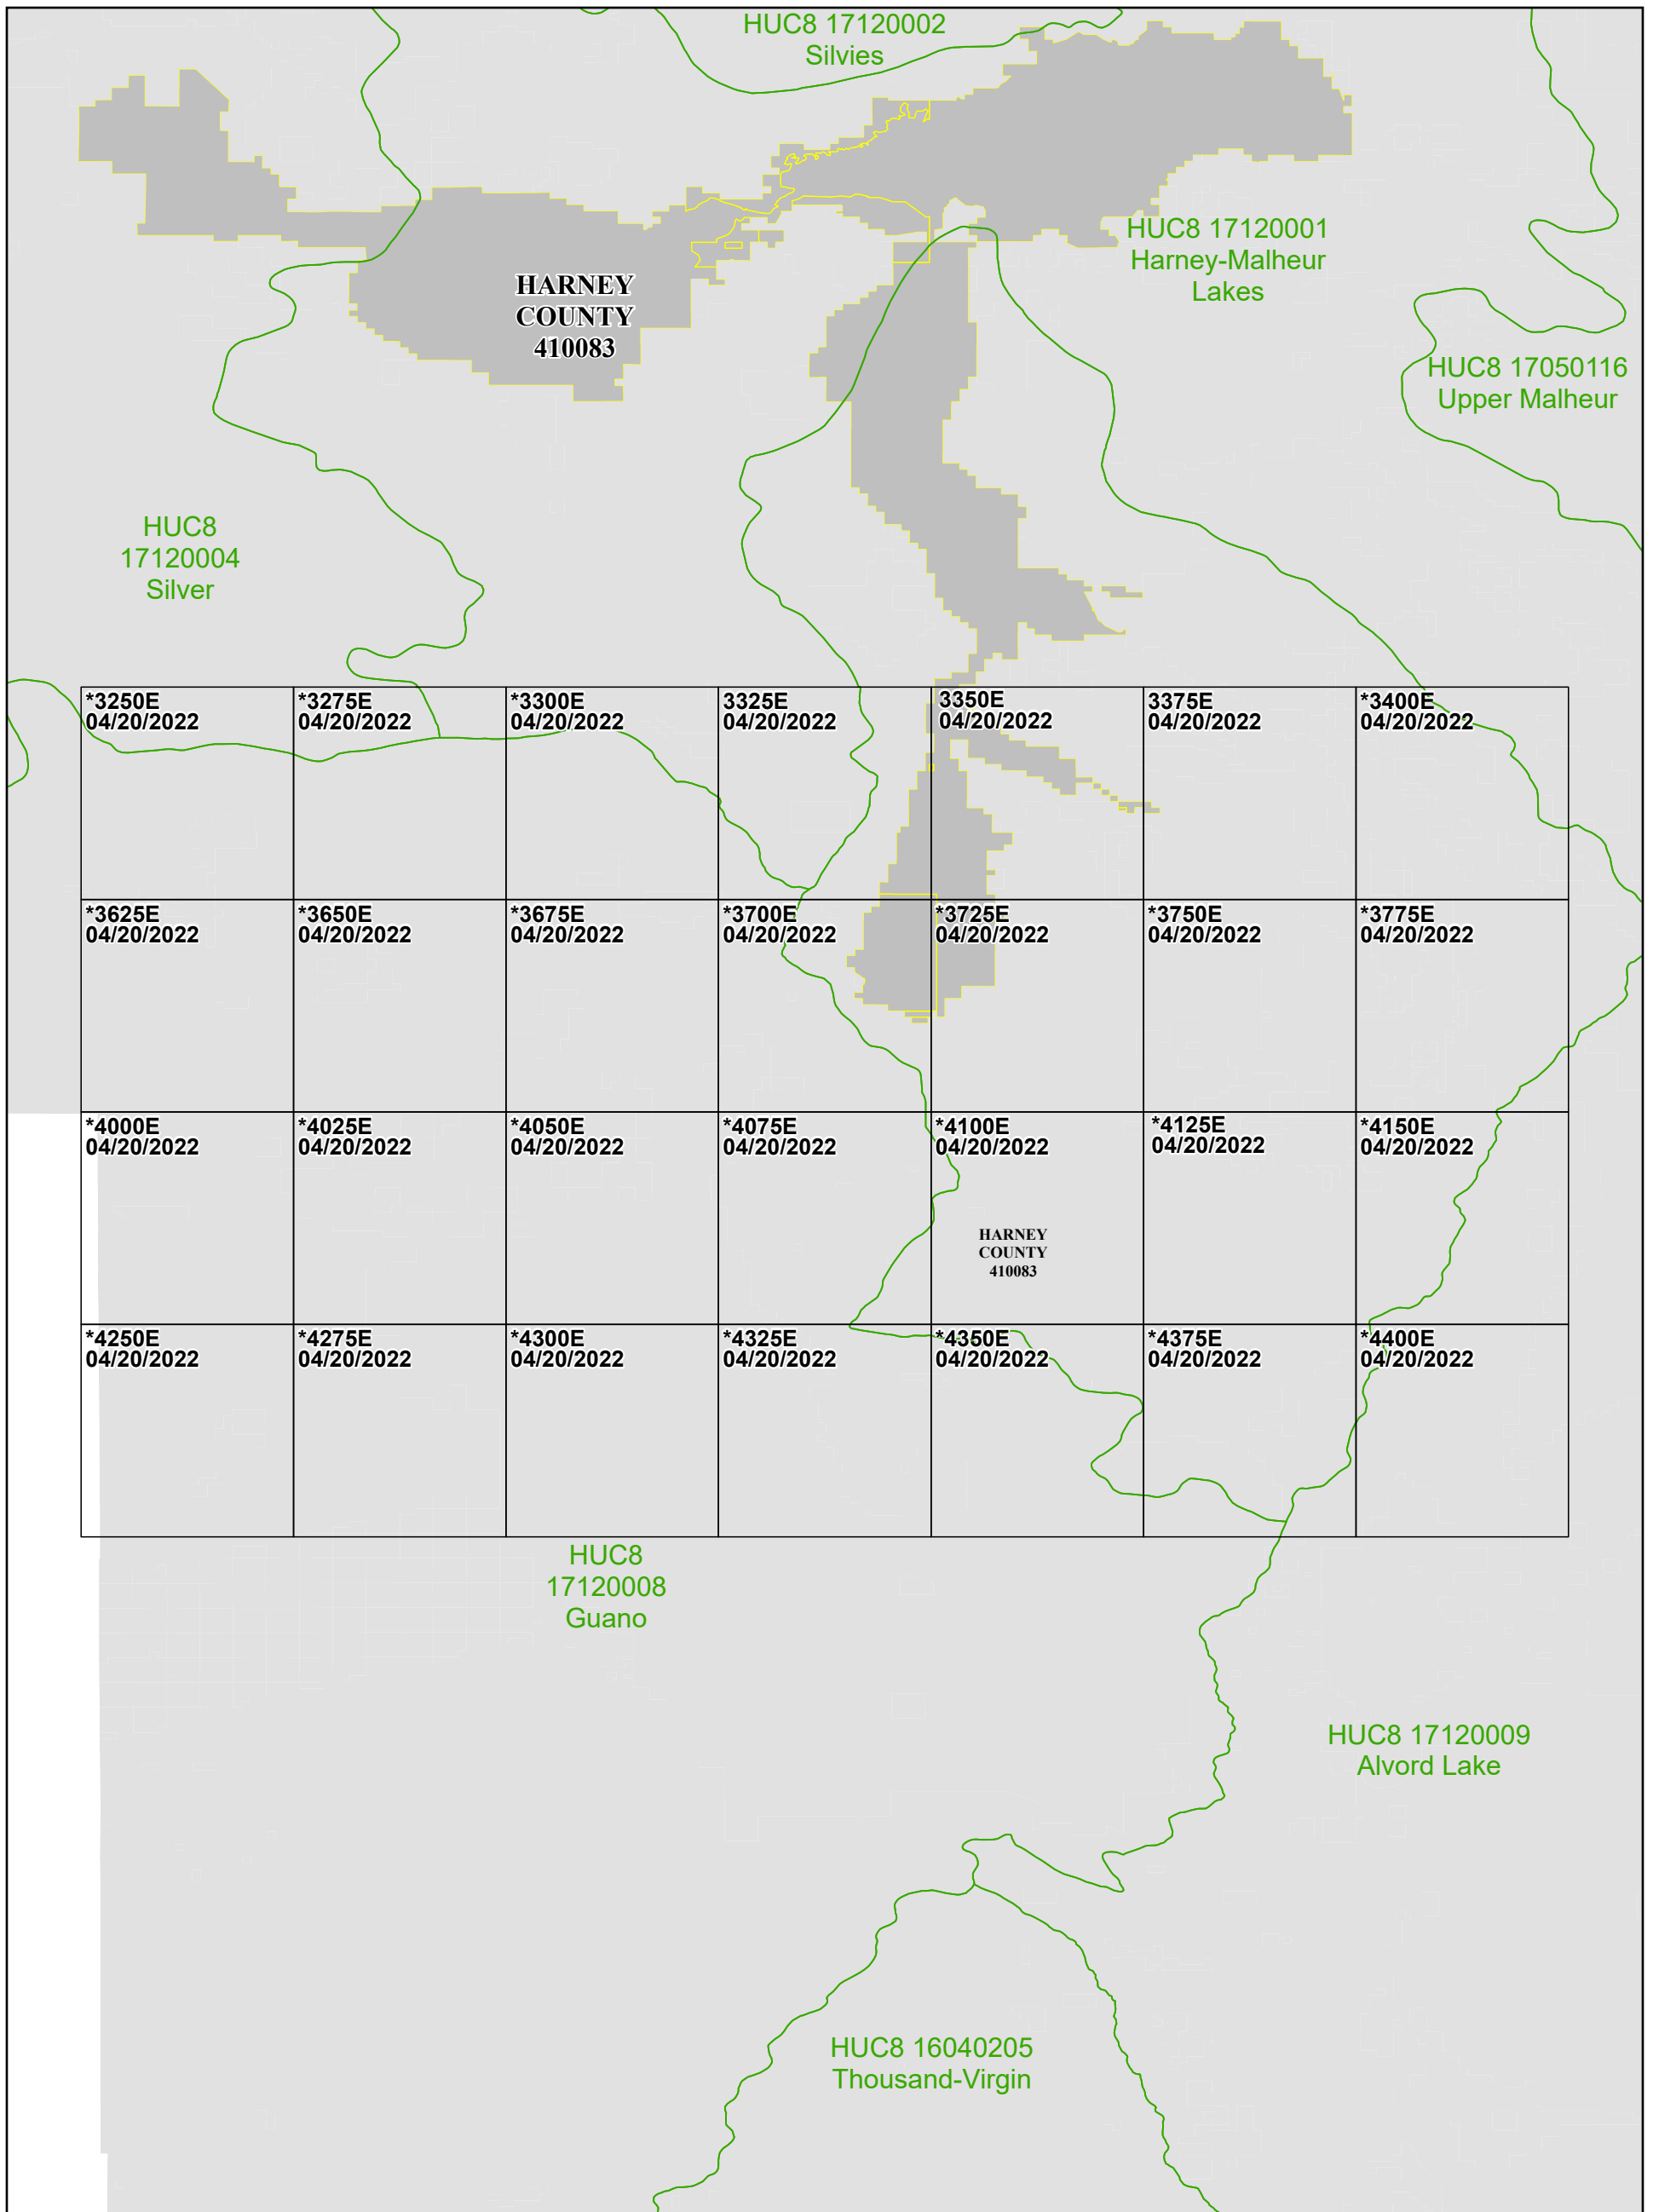 HUC8 17120002
Silvies
HUC8 17120001
Harney-Malheur
Lakes
HARNEY
COUNTY
410083
HUC8 17050116
Upper Malheur
HUC8
17120004
Silver
*3250E
04/20/2022
*3275E
04/20/2022
*3300E
04/20/2022
3325E
04/20/2022
3350E
04/20/2022
3375E
04/20/2022
*3400E
04/20/2022
*3625E
04/20/2022
*3650E
04/20/2022
*3675E
04/20/2022
*3700E
04/20/2022
*3725E
04/20/2022
*3750E
04/20/2022
*3775E
04/20/2022
*4000E
04/20/2022
*4025E
04/20/2022
*4050E
04/20/2022
*4075E
04/20/2022
*4100E
04/20/2022
*4125E
04/20/2022
*4150E
04/20/2022
HARNEY
COUNTY
410083
*4250E
04/20/2022
*4275E
04/20/2022
*4300E
04/20/2022
*4325E
04/20/2022
*4350E
04/20/2022
*4375E
04/20/2022
*4400E
04/20/2022
HUC8
17120008
Guano
HUC8 17120009
Alvord Lake
HUC8 16040205
Thousand-Virgin